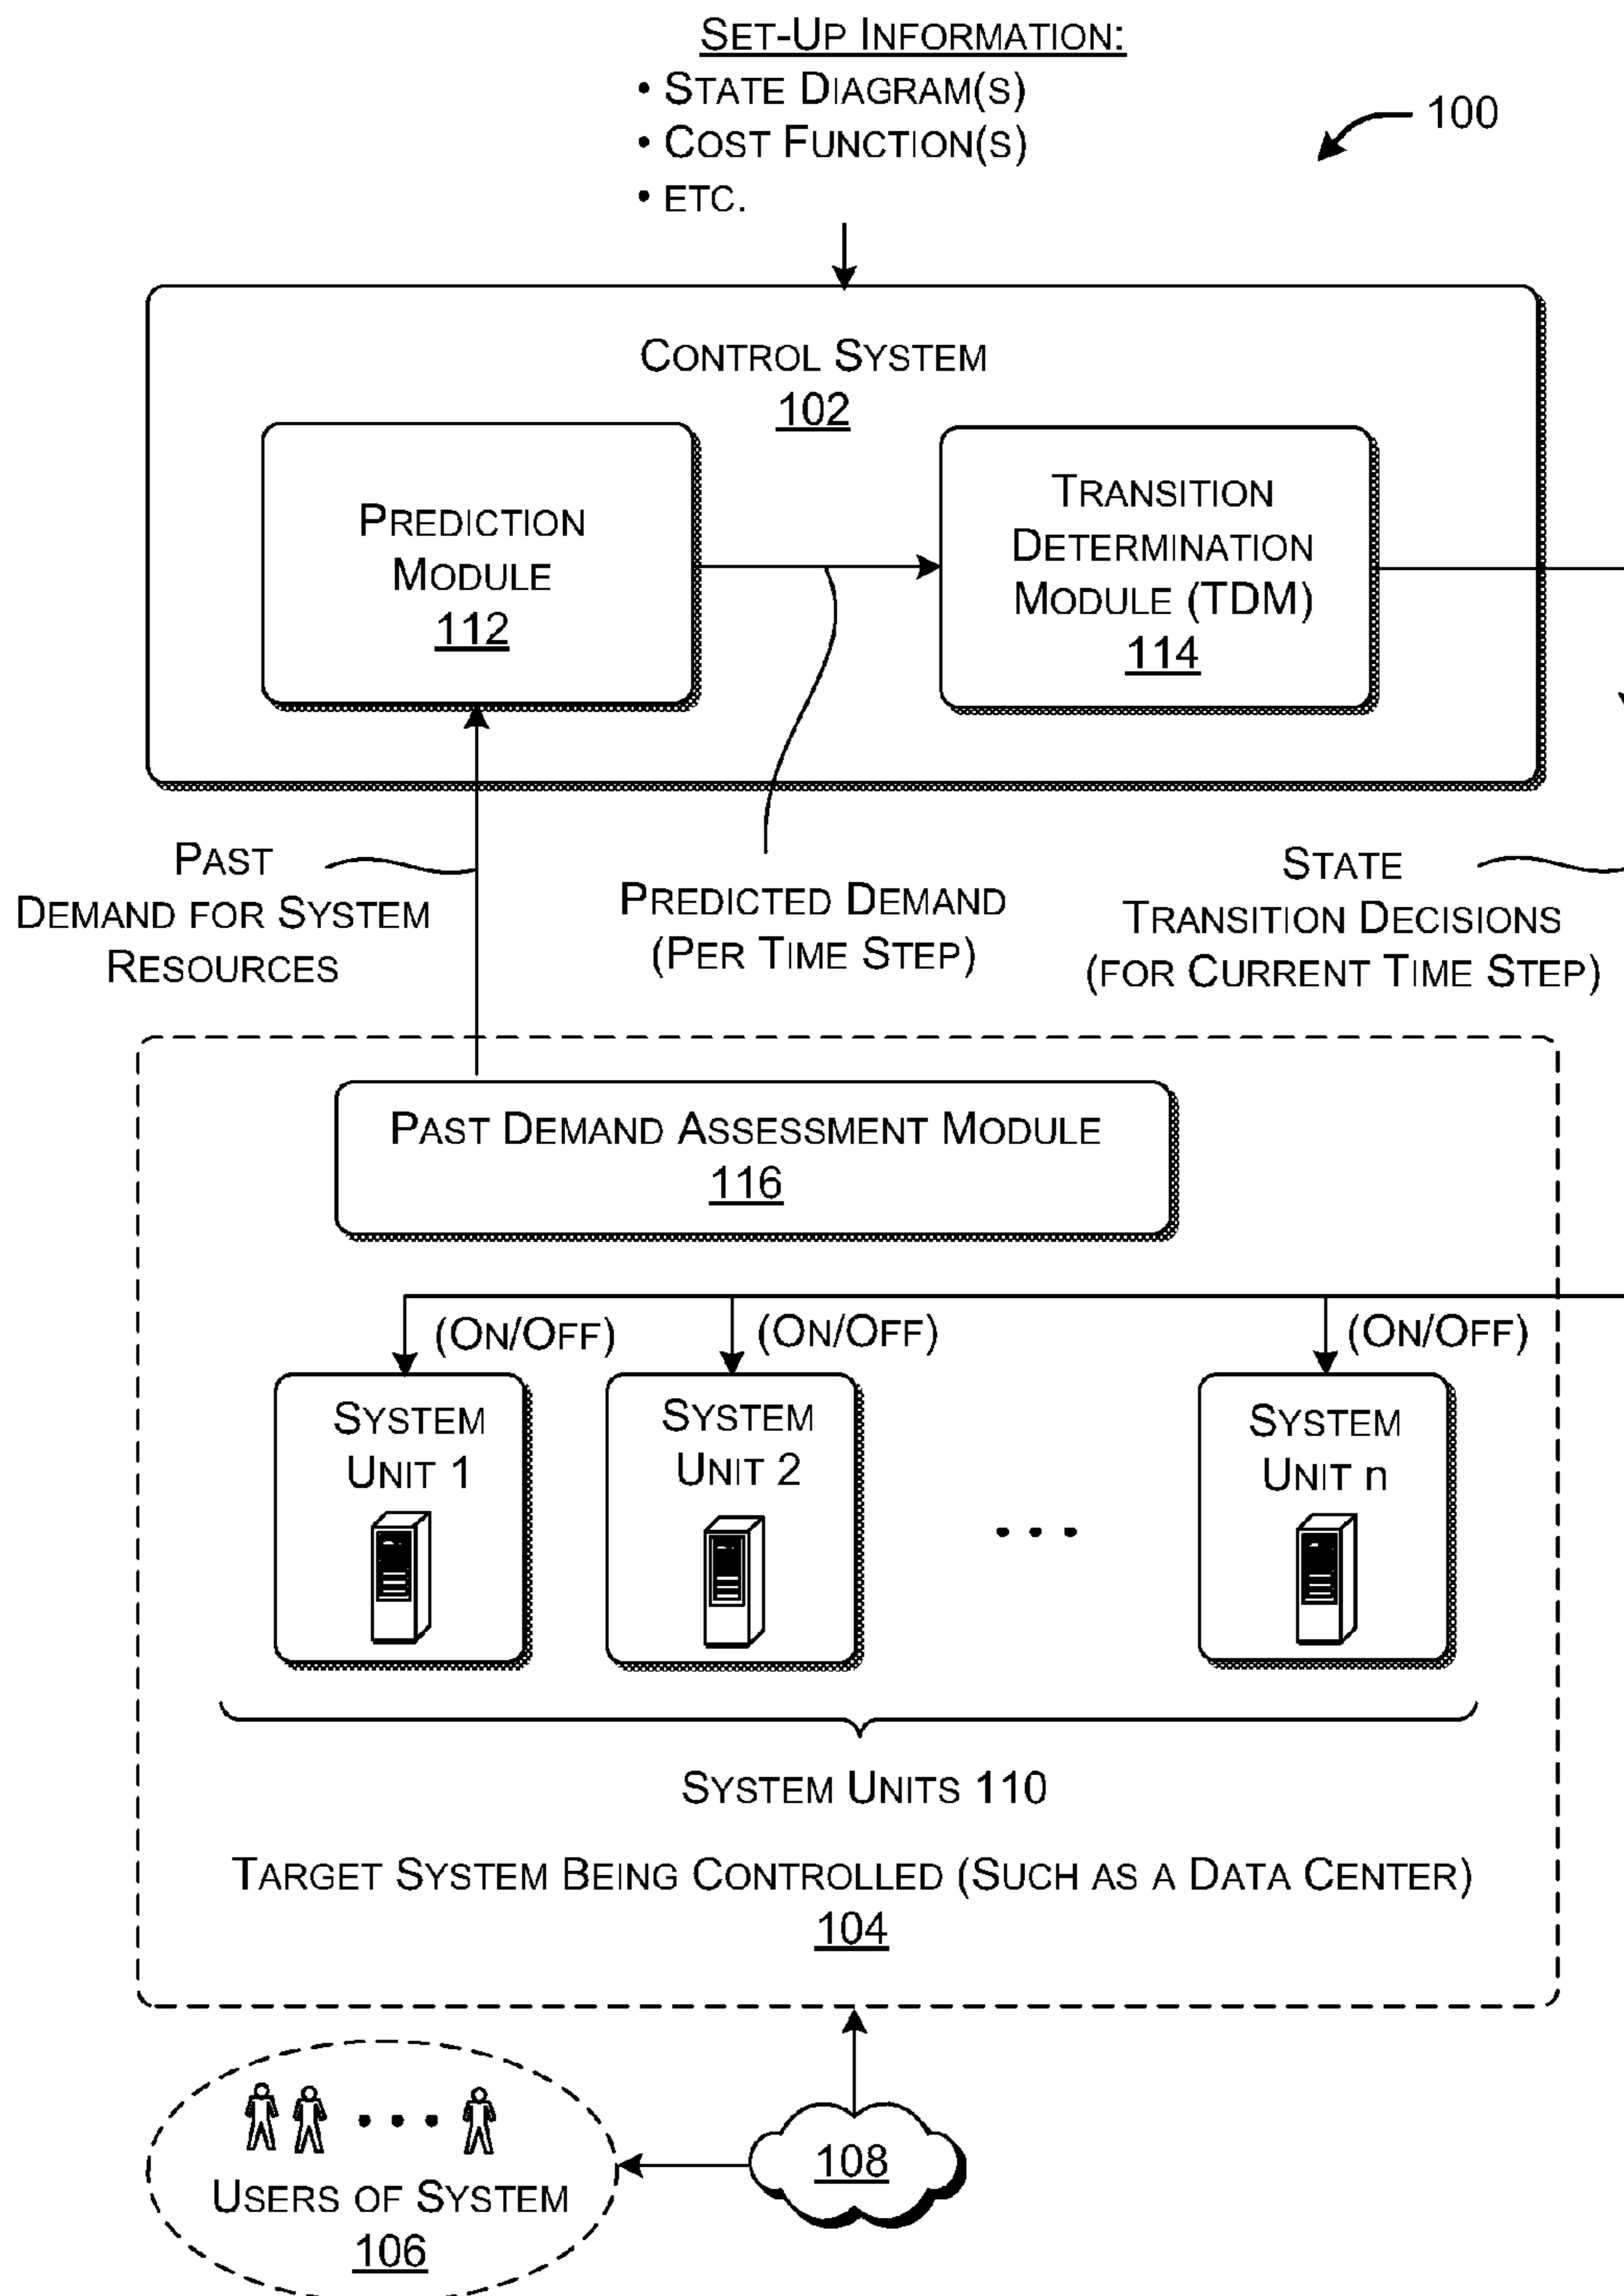 SET-UP INFORMATION:
• STATE DIAGRAM(S)
• COST FUNCTION(S)
• ETC.
100
CONTROL SYSTEM
102
PREDICTION
MODULE
112
TRANSITION
DETERMINATION
MODULE (TDM)
114
PAST
DEMAND FOR SYSTEM
RESOURCES
PREDICTED DEMAND
(PER TIME STEP)
STATE
TRANSITION DECISIONS
(FOR CURRENT TIME STEP)
PAST DEMAND ASSESSMENT MODULE
116
(ON/OFF)
(ON/OFF)
(ON/OFF)
SYSTEM
UNIT 1
SYSTEM
UNIT 2
• • •
SYSTEM
UNIT n
SYSTEM UNITS 110
TARGET SYSTEM BEING CONTROLLED (SUCH AS A DATA CENTER)
104
• • •
USERS OF SYSTEM
106
108